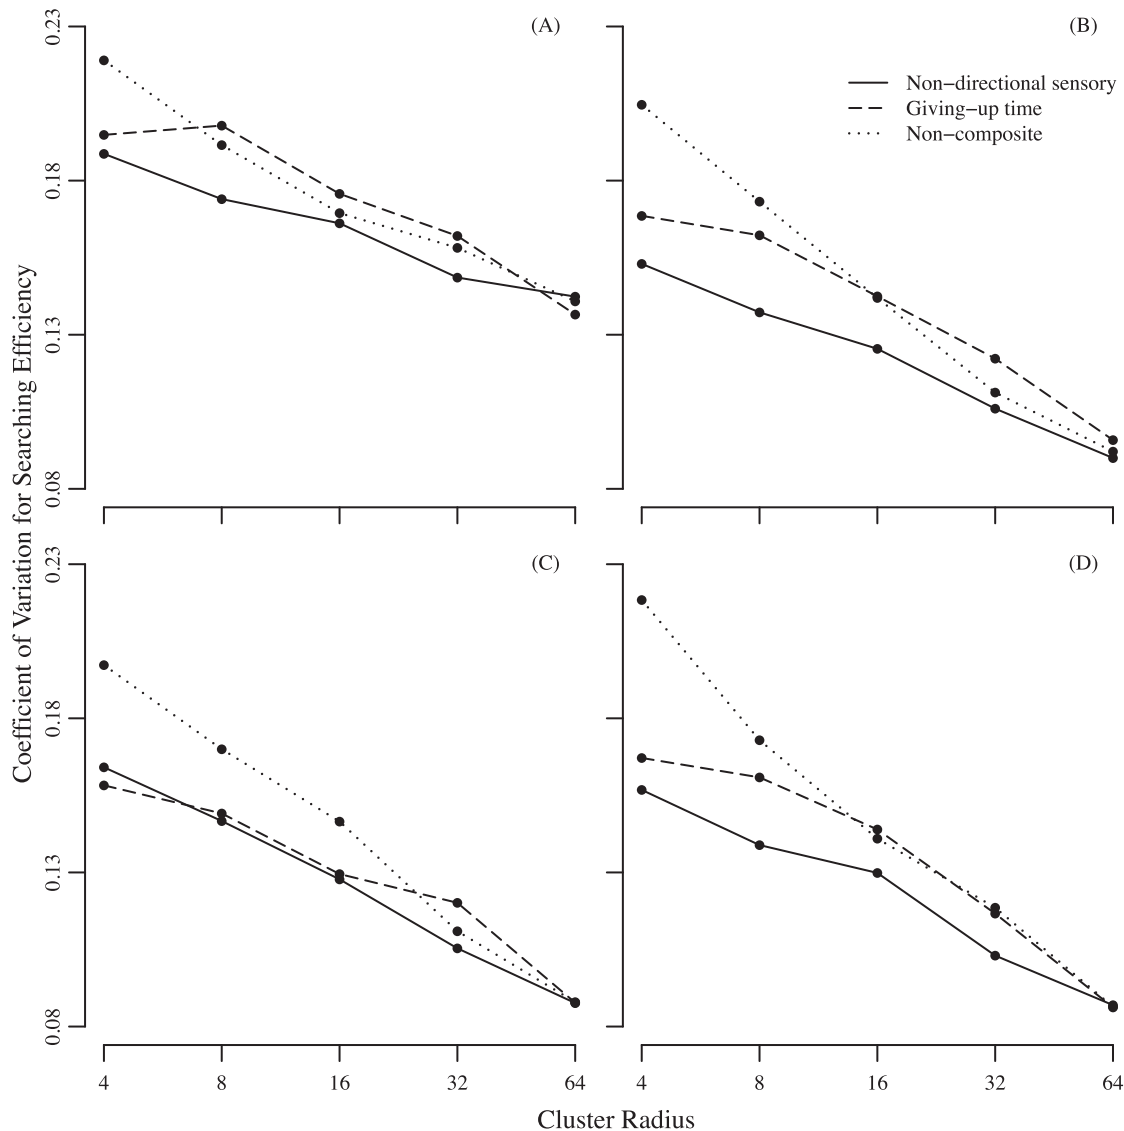 (A)
(B)
Non−directional sensory
Giving−up time
Non−composite
0.23
0.18
0.13
0.08
Coefficient of Variation for Searching Efficiency
(C)
(D)
0.23
0.18
0.13
0.08
4 8 16 32 64 4 8 16 32 64
Cluster Radius